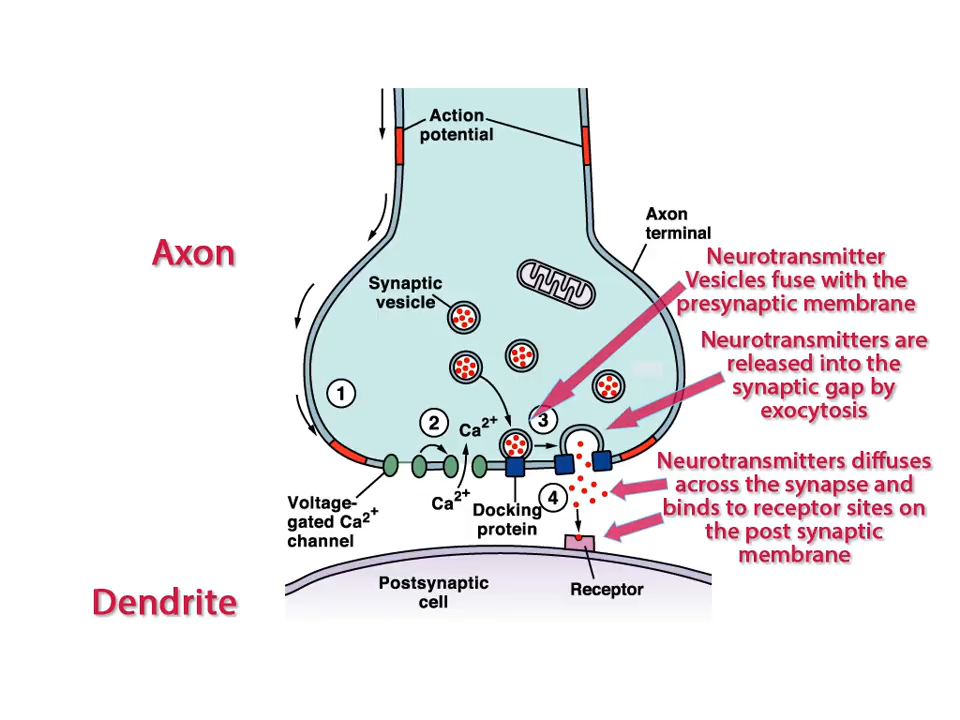 Action
potential
Axon
terminal
Axon
Neurotransmitter
Vesicles fuse with the
presynaptic membrane
Synaptic
vesicle
Neurotransmitters are
released into the
synaptic gap by
exocytosis
1
2
Ca2+
3
Neurotransmitters diffuses
across the synapse and
binds to receptor sites on
the post synaptic
membrane
Voltage-
gated Ca2+
channel
Ca2+
Docking
protein
4
Postsynaptic
cell
Receptor
Dendrite